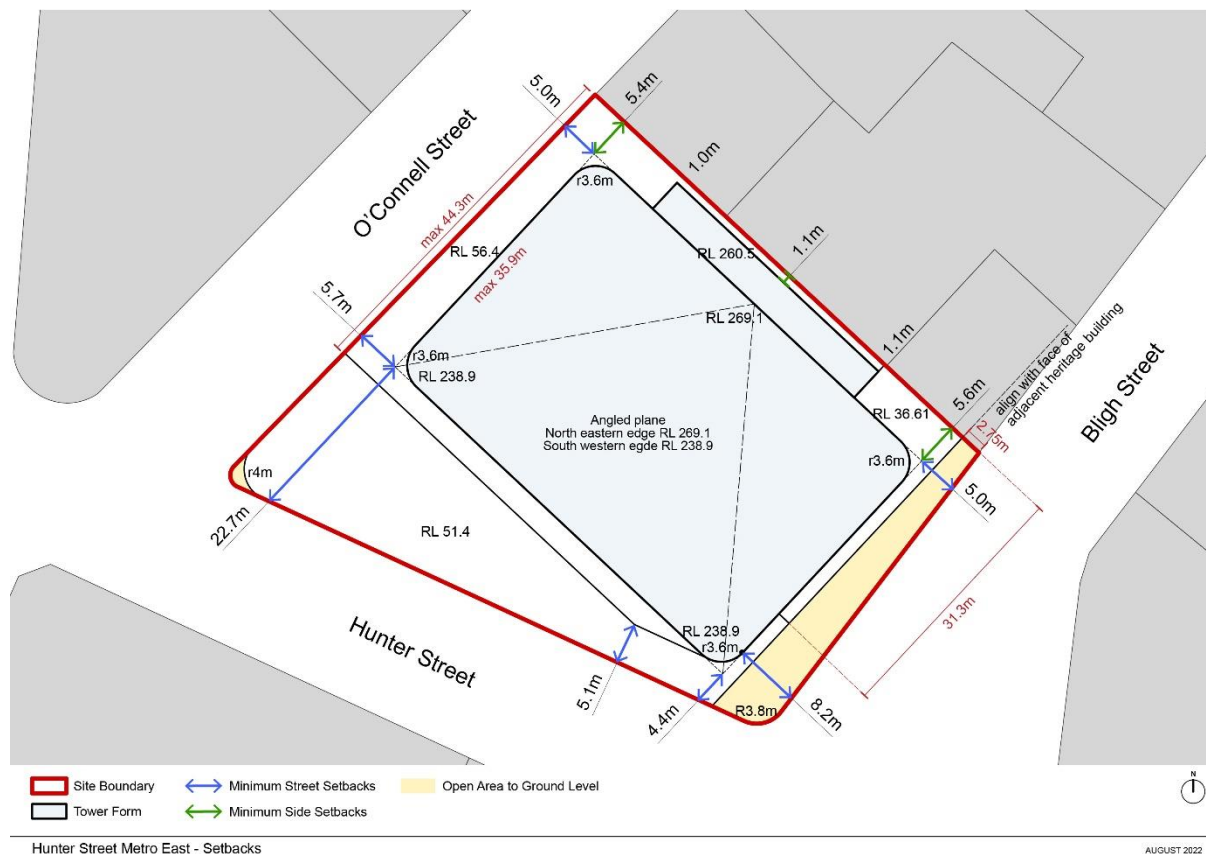 5.0m
5.4m
O'Connell Street
max 44.3m
r3.6m
1.0m
RL 56.4
max 35.9m
RL 260.5
1.1m
5.7m
RL 269.1
r3.6m
RL 238.9
1.1m
align with face of
adjacent heritage building
Bligh Street
RL 36.61
5.6m
2.75m
Angled plane
North eastern edge RL 269.1
South western egde RL 238.9
r3.6m
r4m
5.0m
22.7m
RL 51.4
31.3m
Hunter Street
RL 238.9
r3.6m
5.1m
4.4m
R3.8m
8.2m
Site Boundary
Minimum Street Setbacks
Open Area to Ground Level
Tower Form
Minimum Side Setbacks
N
Hunter Street Metro East - Setbacks
AUGUST 2022